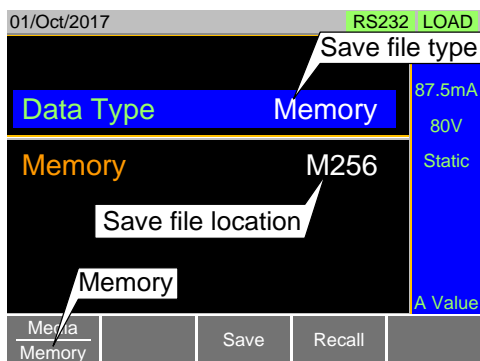 01/Oct/2017 RS232 LOAD
Save file type
Data Type Memory
87.5mA
80V
Memory M256
Static
Save file location
Memory
A Value
Media
Memory
Save
Recall